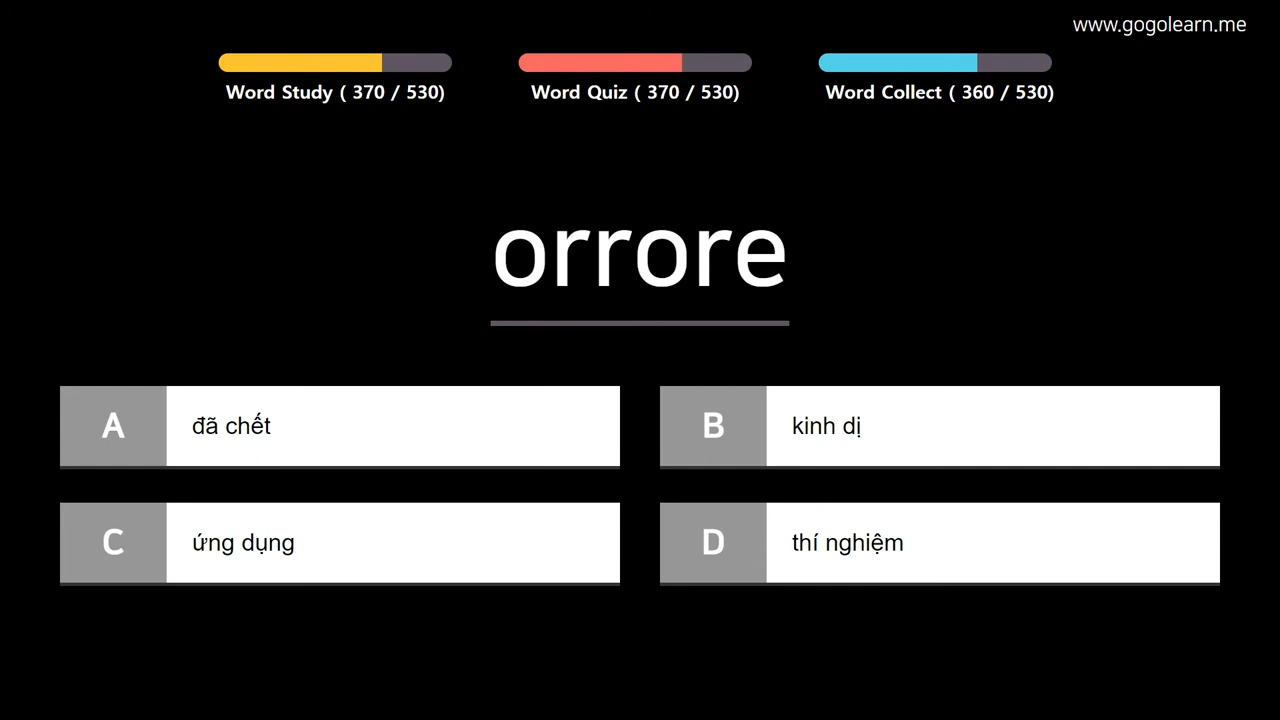 www.gogolearn.me
Word Study ( 370 / 530)
Word Quiz ( 370 / 530)
Word Collect ( 360 / 530)
orrore
A
đã chết
B
kinh dị
C
ứng dụng
D
thí nghiệm